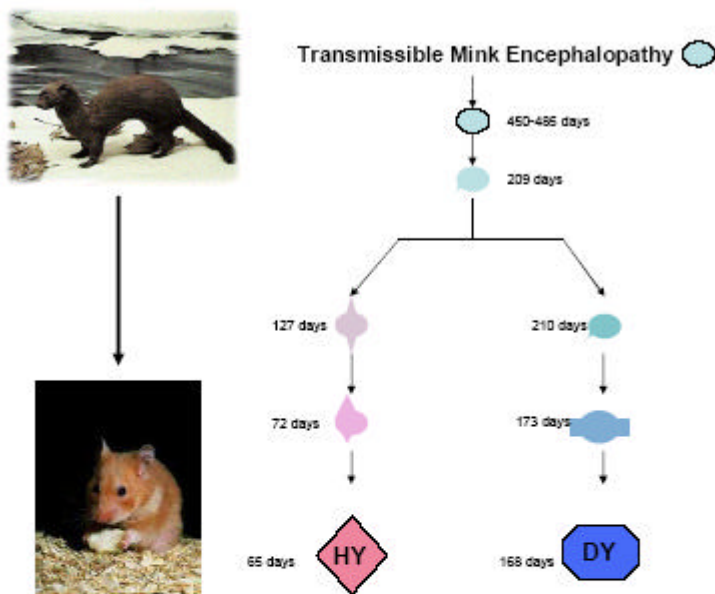 Transmissible Mink Encephalopathy
450-485 days
209 days
127 days
210 days
72 days
173 days
65 days
HY
168 days
DY